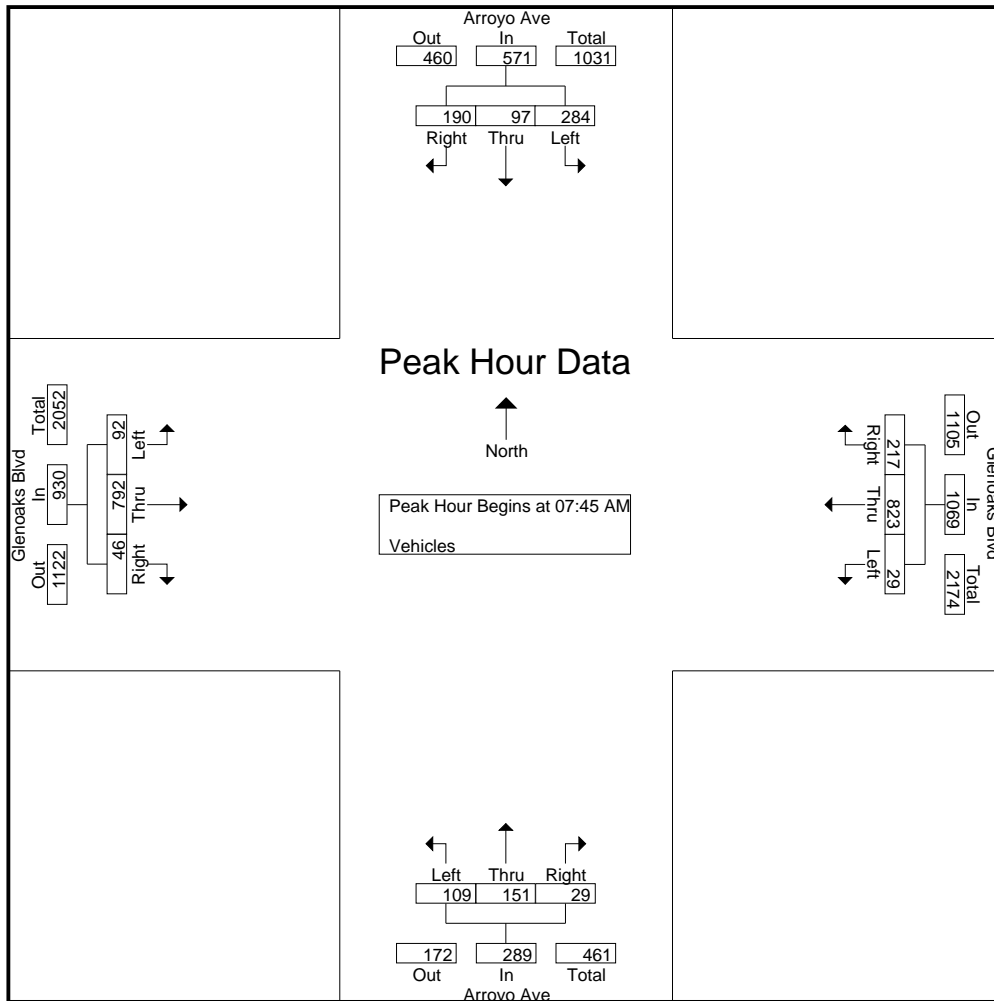 Arroyo Ave
Out In Total
460 571 1031
190 97 284
Right Thru Left
Peak Hour Data
North
Peak Hour Begins at 07:45 AM
Vehicles
Glenoaks Blvd
Total In Out
2052 930 1122
92 792 46
Left Thru Right
Right Thru Left
217 823 29
Out In Total
1105 1069 2174
Glenoaks Blvd
Left Thru Right
109 151 29
172 289 461
Out In Total
Arroyo Ave